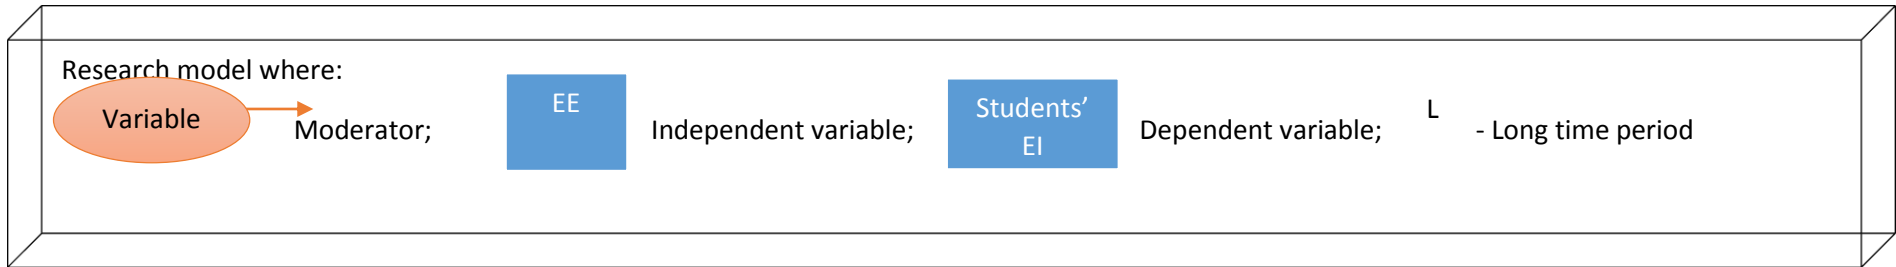 Research model where:
Variable
Moderator;
EE
Independent variable;
Students’
EI
Dependent variable;
L
- Long time period